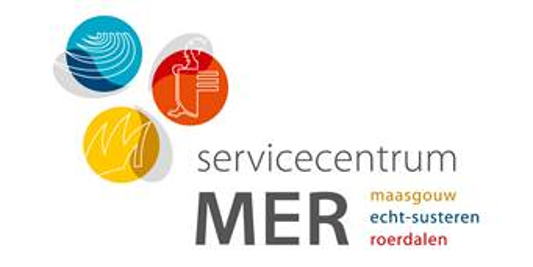 servicecentrum
MER
maasgouw
echt-susteren
roerdalen